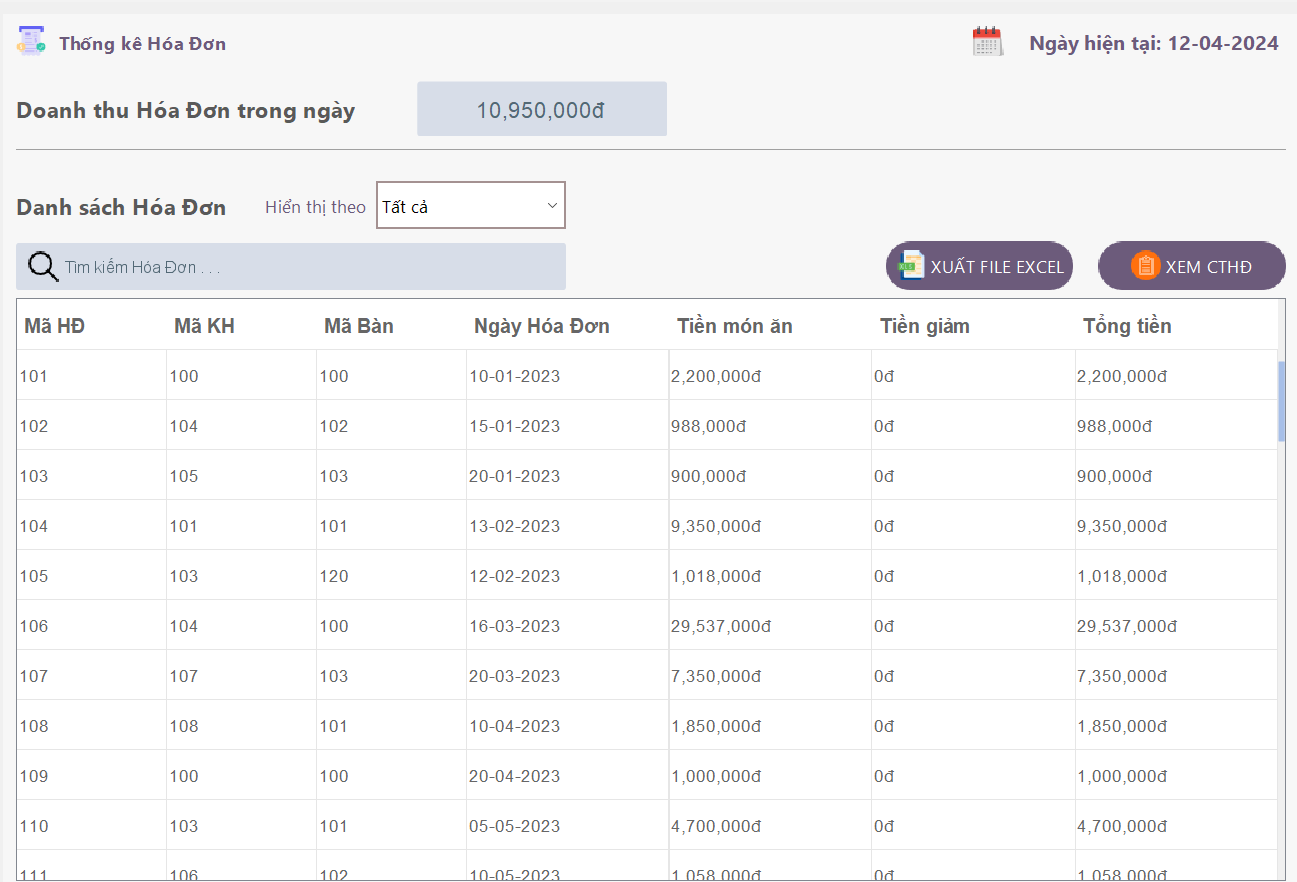 Thống kê Hóa Đơn Ngày hiện tại: 12-04-2024
Doanh thu Hóa Đơn trong ngày 10,950,000đ
Danh sách Hóa Đơn Hiển thị theo Tất cả
Tìm kiếm Hóa Đơn . . . XUẤT FILE EXCEL XEM CTHĐ
Mã HĐ Mã KH Mã Bàn Ngày Hóa Đơn Tiền món ăn Tiền giảm Tổng tiền
101 100 100 10-01-2023 2,200,000đ 0đ 2,200,000đ
102 104 102 15-01-2023 988,000đ 0đ 988,000đ
103 105 103 20-01-2023 900,000đ 0đ 900,000đ
104 101 101 13-02-2023 9,350,000đ 0đ 9,350,000đ
105 103 120 12-02-2023 1,018,000đ 0đ 1,018,000đ
106 104 100 16-03-2023 29,537,000đ 0đ 29,537,000đ
107 107 103 20-03-2023 7,350,000đ 0đ 7,350,000đ
108 108 101 10-04-2023 1,850,000đ 0đ 1,850,000đ
109 100 100 20-04-2023 1,000,000đ 0đ 1,000,000đ
110 103 101 05-05-2023 4,700,000đ 0đ 4,700,000đ
111 106 102 10-05-2023 1,058,000đ 0đ 1,058,000đ